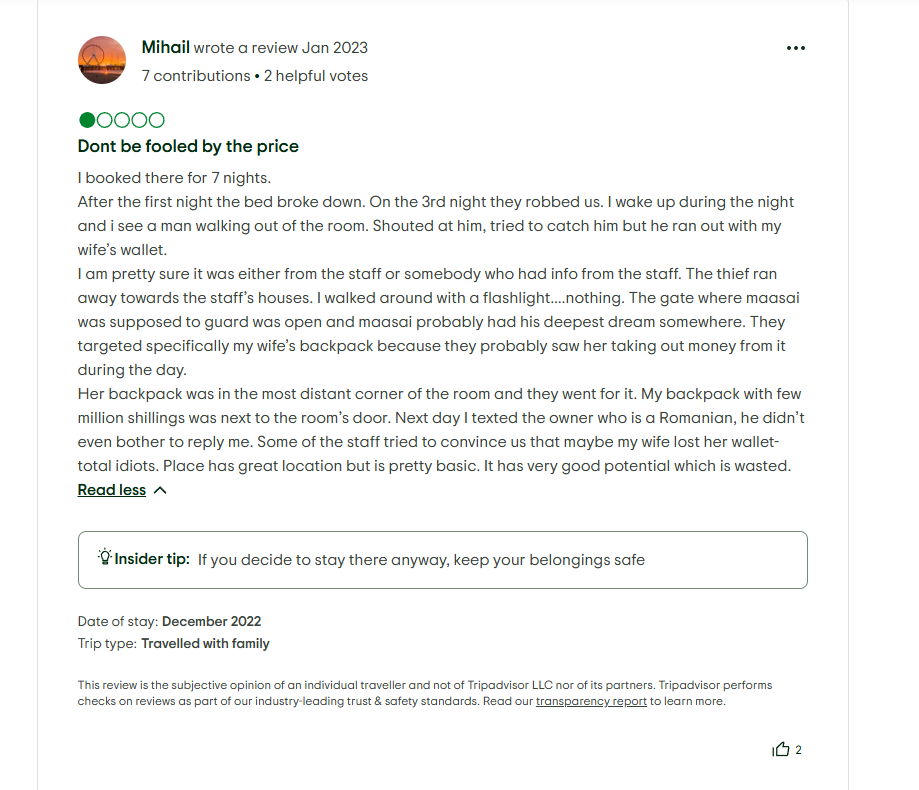 Mihail wrote a review Jan 2023
7 contributions • 2 helpful votes
Dont be fooled by the price
I booked there for 7 nights.
After the first night the bed broke down. On the 3rd night they robbed us. I wake up during the night
and i see a man walking out of the room. Shouted at him, tried to catch him but he ran out with my
wife’s wallet.
I am pretty sure it was either from the staff or somebody who had info from the staff. The thief ran
away towards the staff’s houses. I walked around with a flashlight....nothing. The gate where maasai
was supposed to guard was open and maasai probably had his deepest dream somewhere. They
targeted specifically my wife’s backpack because they probably saw her taking out money from it
during the day.
Her backpack was in the most distant corner of the room and they went for it. My backpack with few
million shillings was next to the room’s door. Next day I texted the owner who is a Romanian, he didn’t
even bother to reply me. Some of the staff tried to convince us that maybe my wife lost her wallet-
total idiots. Place has great location but is pretty basic. It has very good potential which is wasted.
Read less
Insider tip: If you decide to stay there anyway, keep your belongings safe
Date of stay: December 2022
Trip type: Travelled with family
This review is the subjective opinion of an individual traveller and not of Tripadvisor LLC nor of its partners. Tripadvisor performs
checks on reviews as part of our industry-leading trust & safety standards. Read our transparency report to learn more.
2